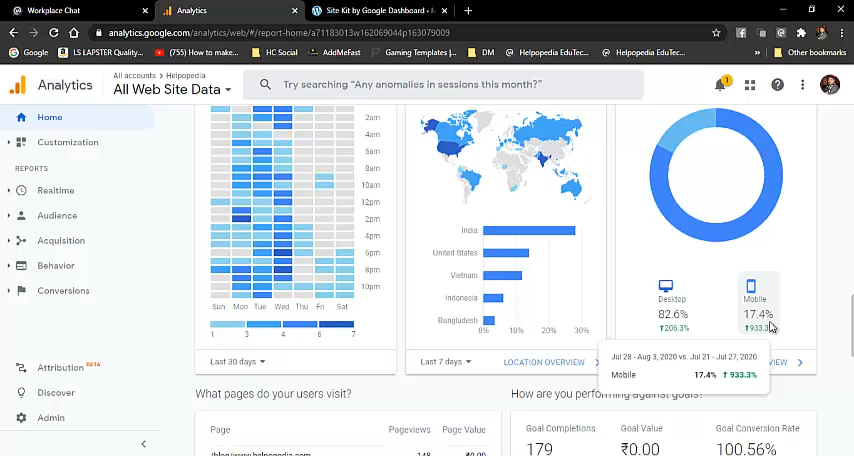 Workplace Chat
Analytics
Site Kit by Google Dashboard ‹
analytics.google.com/analytics/web/#/report-home/a71183013w162069044p163079009
Google
LS LAPSTER Quality...
(755) How to make...
HC Social
AddMeFast
Gaming Templates |...
DM
Helpopedia EduTec...
Helpopedia EduTec...
Other bookmarks
Analytics
All accounts > Helpopedia
All Web Site Data
Try searching “Any anomalies in sessions this month?”
1
Home
Customization
REPORTS
Realtime
Audience
Acquisition
Behavior
Conversions
Attribution BETA
Discover
Admin
2am
4am
6am
8am
10am
12pm
2pm
4pm
6pm
8pm
10pm
Sun Mon Tue Wed Thu Fri Sat
1 3 4 6 7
Last 30 days
India
United States
Vietnam
Indonesia
Bangladesh
0% 10% 20% 30%
Last 7 days
LOCATION OVERVIEW
Desktop
82.6%
206.3%
Mobile
17.4%
Jul 28 - Aug 3, 2020 vs. Jul 21 - Jul 27, 2020
Mobile 17.4% 933.3%
What pages do your users visit?
Page Pageviews Page Value
148 ₹0.00
How are you performing against goals?
Goal Completions Goal Value Goal Conversion Rate
179 ₹0.00 100.56%